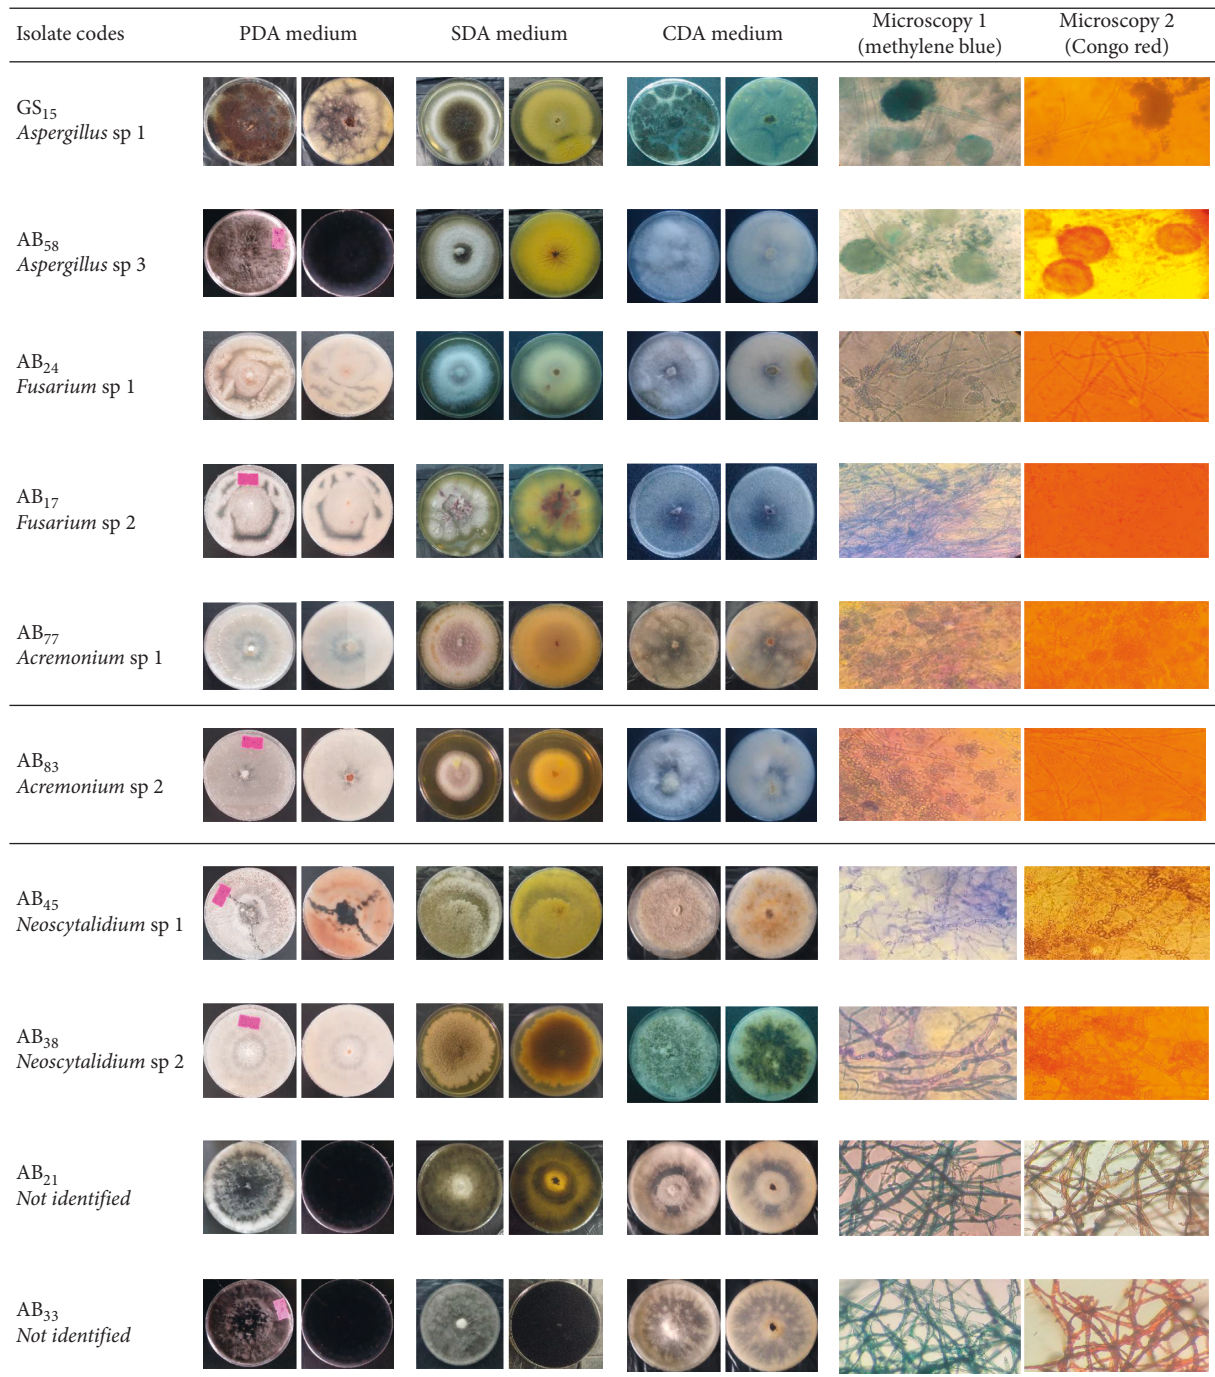 Isolate codes PDA medium SDA medium CDA medium Microscopy 1 (methylene blue) Microscopy 2 (Congo red)
GS15
Aspergillus sp 1
AB58
Aspergillus sp 3
AB24
Fusarium sp 1
AB17
Fusarium sp 2
AB77
Acremonium sp 1
AB83
Acremonium sp 2
AB45
Neoscytalidium sp 1
AB38
Neoscytalidium sp 2
AB21
Not identified
AB33
Not identified